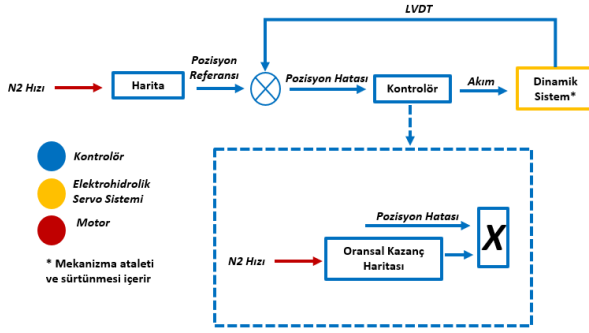 LVDT
Pozisyon
Referansı
N2 Hızı
Harita
Pozisyon Hatası
Kontrolör
Akım
Dinamik
Sistem*
Kontrolör
Elektrohidrolik
Servo Sistemi
Motor
* Mekanizma ataleti
ve sürtünmesi içerir
Pozisyon Hatası
N2 Hızı
Oransal Kazanç
Haritası
X